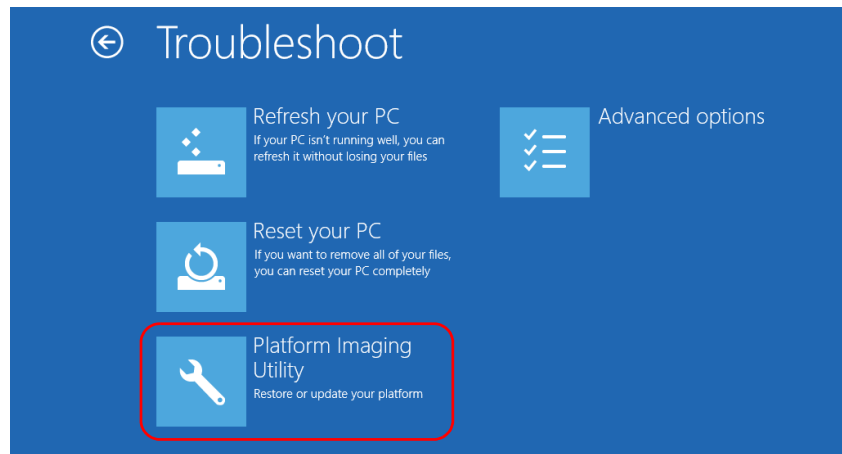 Troubleshoot
Refresh your PC
If your PC isn't running well, you can
refresh it without losing your files
Advanced options
Reset your PC
If you want to remove all of your files,
you can reset your PC completely
Platform Imaging
Utility
Restore or update your platform